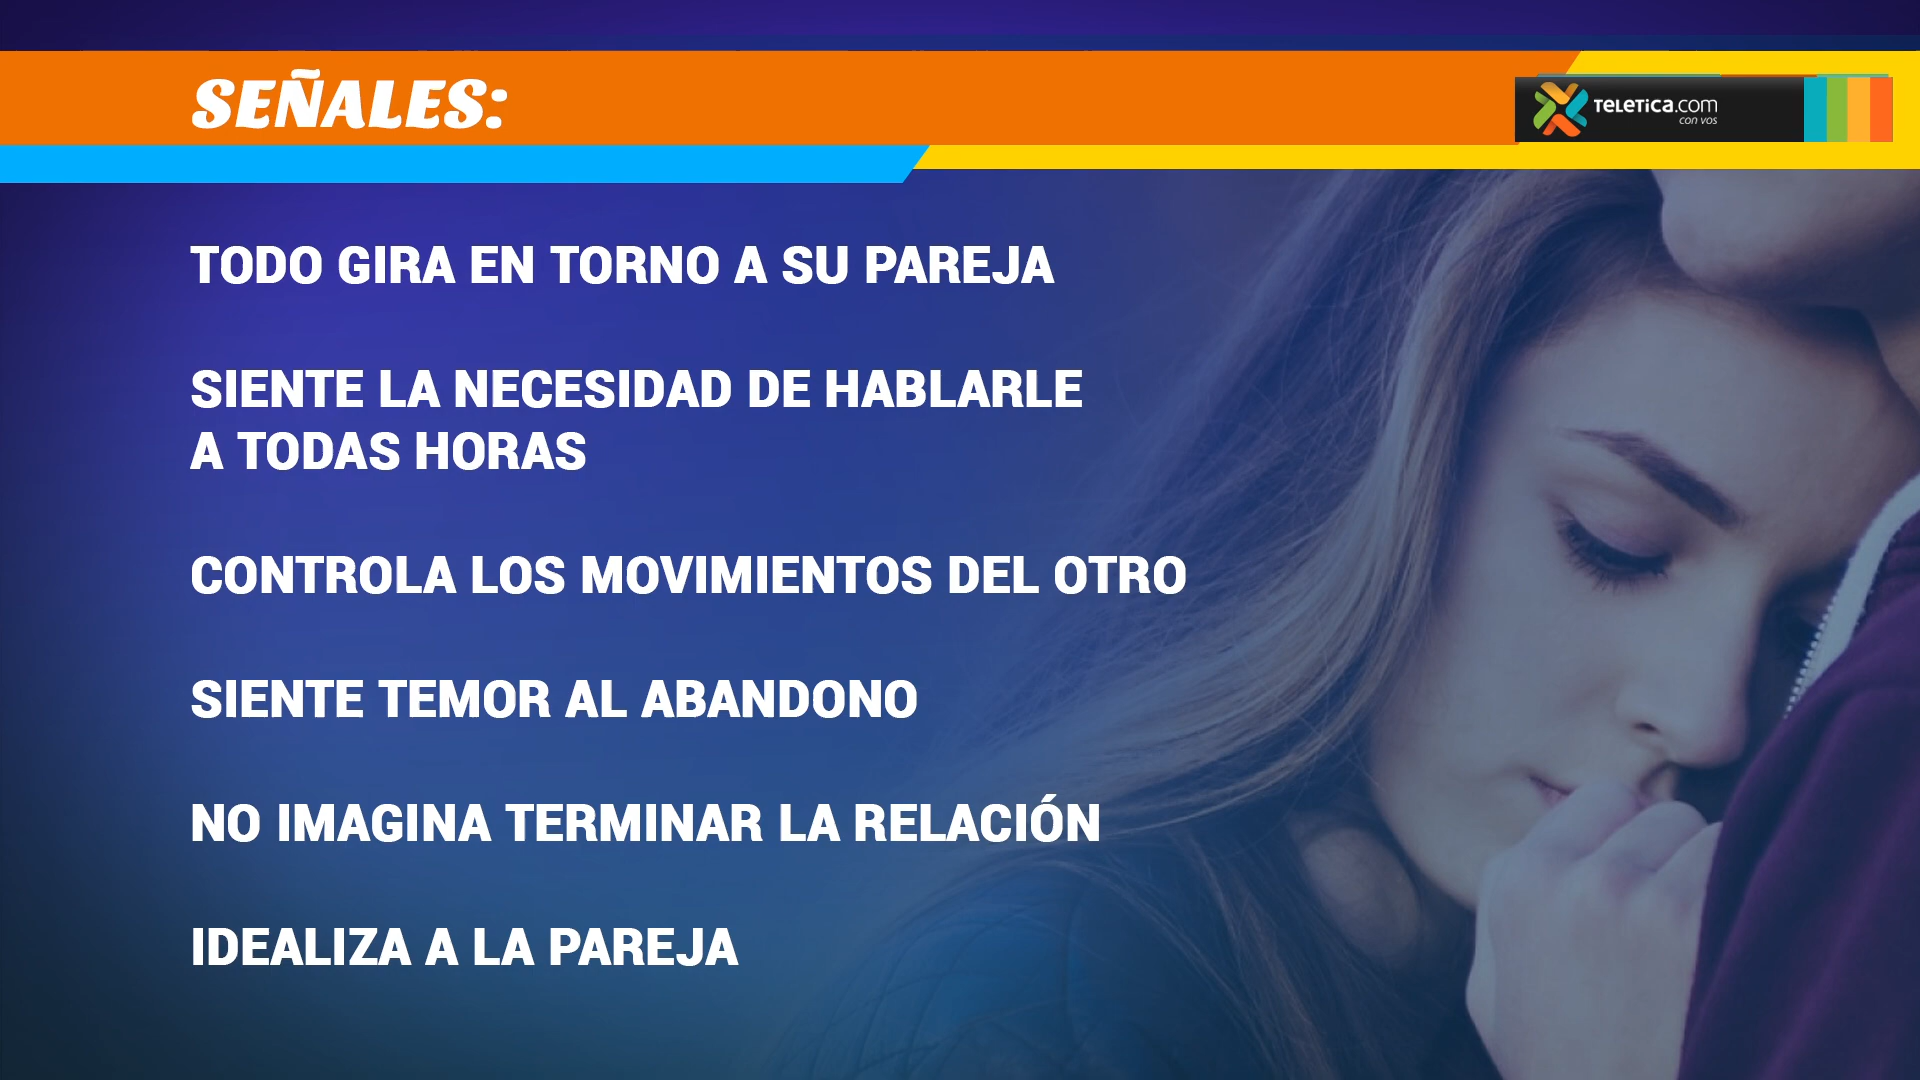 SEÑALES:
TELETICA.com
con vos
TODO GIRA EN TORNO A SU PAREJA
SIENTE LA NECESIDAD DE HABLARLE
A TODAS HORAS
CONTROLA LOS MOVIMIENTOS DEL OTRO
SIENTE TEMOR AL ABANDONO
NO IMAGINA TERMINAR LA RELACIÓN
IDEALIZA A LA PAREJA